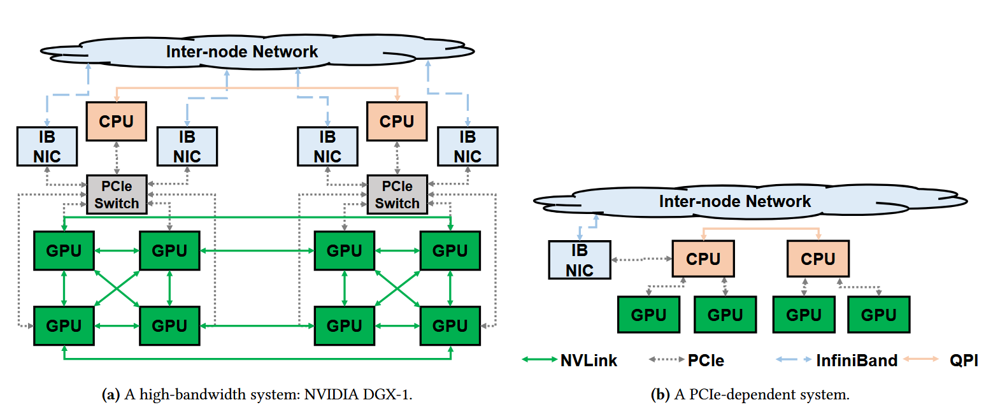 Inter-node Network
CPU
CPU
IB
NIC
IB
NIC
IB
NIC
IB
NIC
PCIe
Switch
PCIe
Switch
GPU
GPU
GPU
GPU
GPU
GPU
GPU
GPU
(a) A high-bandwidth system: NVIDIA DGX-1.
Inter-node Network
IB
NIC
CPU
CPU
GPU
GPU
GPU
GPU
NVLink
PCIe
InfiniBand
QPI
(b) A PCIe-dependent system.